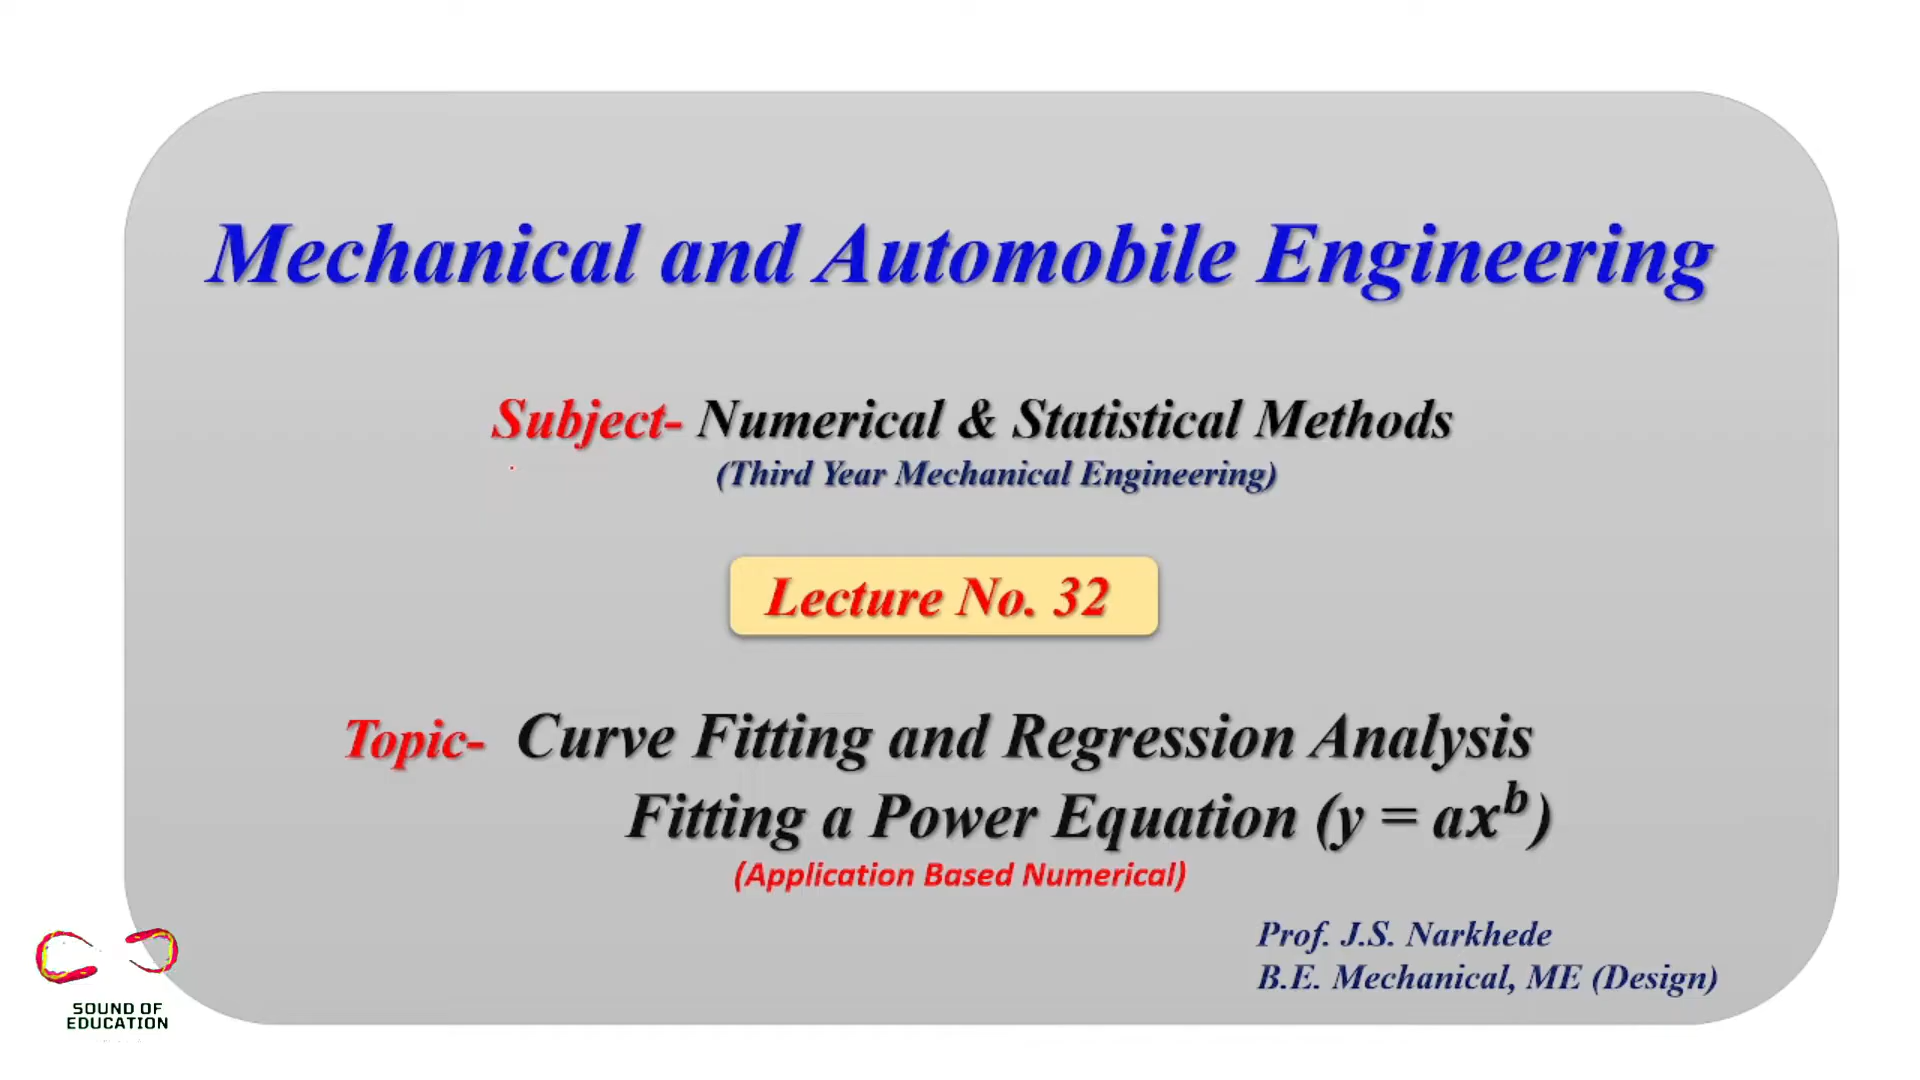 Mechanical and Automobile Engineering
Subject- Numerical & Statistical Methods
(Third Year Mechanical Engineering)
Lecture No. 32
Topic- Curve Fitting and Regression Analysis
Fitting a Power Equation (y = ax^b)
(Application Based Numerical)
Prof. J.S. Narkhede
B.E. Mechanical, ME (Design)
SOUND OF
EDUCATION